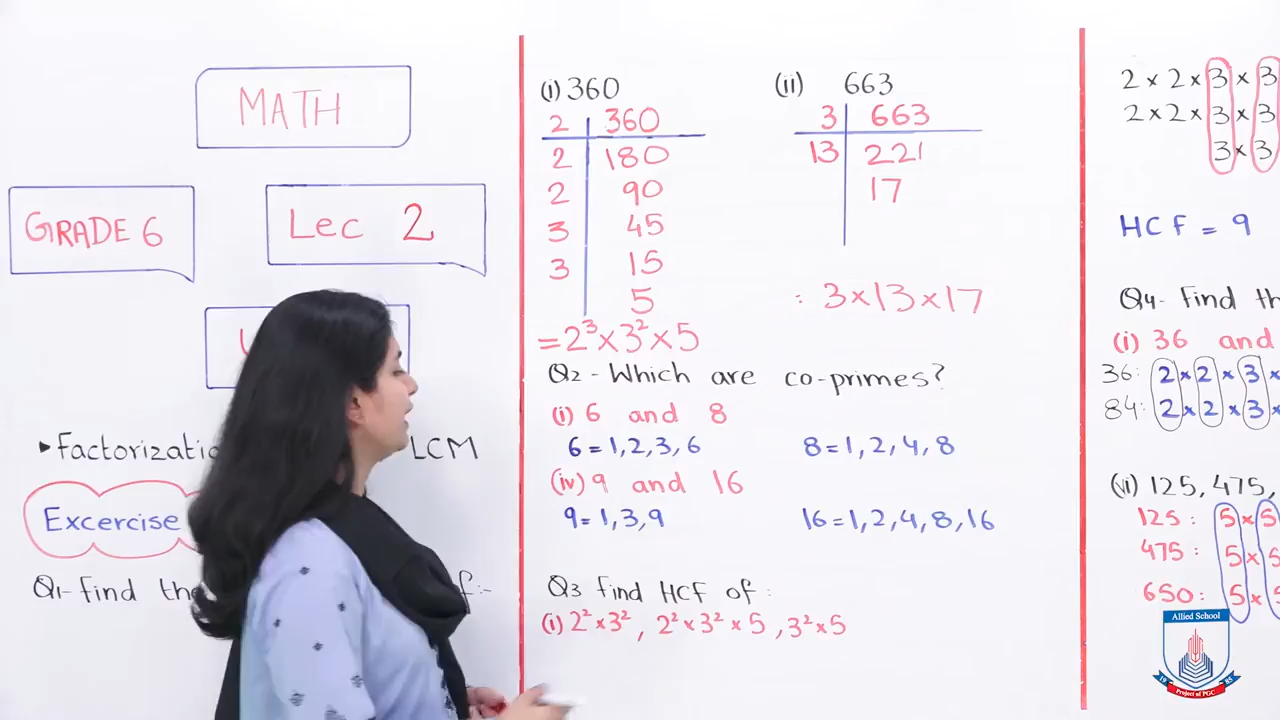 MATH
GRADE 6
Lec 2
LCM
Excercise
Q1-find the
of:-
(i) 360
2 | 360
2 | 180
2 | 90
3 | 45
3 | 15
5
=2³×3²×5
(ii) 663
3 | 663
13 | 221
17
: 3×13×17
Q2-Which are co-primes?
(i) 6 and 8
6=1,2,3,6 8=1,2,4,8
(iv) 9 and 16
9=1,3,9 16=1,2,4,8,16
Q3 find HCF of:
(i) 2²×3², 2²×3²×5, 3²×5
2×2×3×3
2×2×3×3
3×3
HCF = 9
Q4-Find
(i) 36 and
36: 2×2×3×
84: 2×2×3×
(vi) 125,475,
125: 5×5
475: 5×5
650: 5×5
Allied School
19 85
Project of PGC